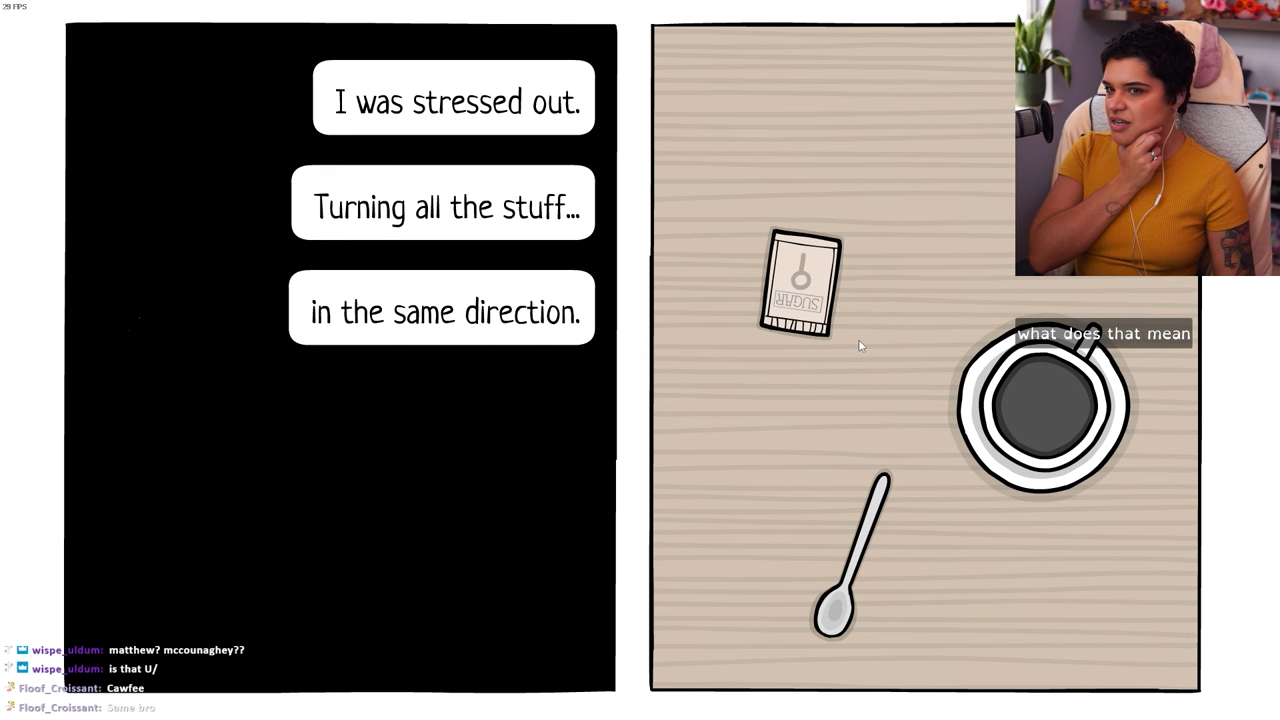 29 FPS
I was stressed out.
Turning all the stuff...
in the same direction.
SUGAR
what does that mean
wispe_uldum: matthew? mccounaghey??
wispe_uldum: is that U/
Floof_Croissant: Cawfee
Floof_Croissant: Same bro